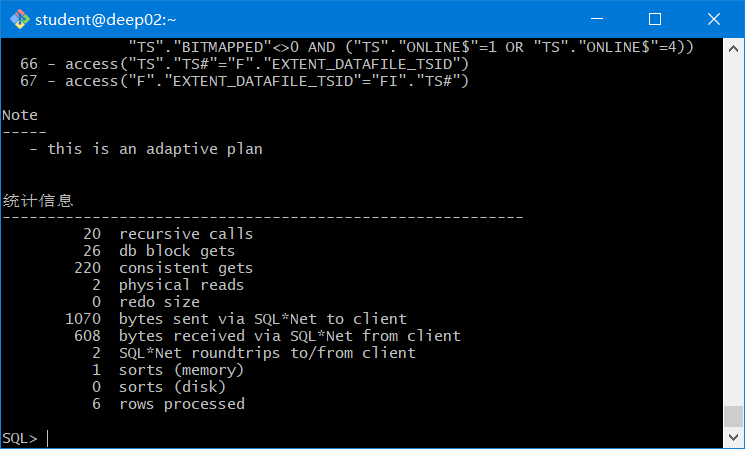 student@deep02:~
"TS"."BITMAPPED"<>0 AND ("TS"."ONLINE$"=1 OR "TS"."ONLINE$"=4))
66 - access("TS"."TS#"="F"."EXTENT_DATAFILE_TSID")
67 - access("F"."EXTENT_DATAFILE_TSID"="FI"."TS#")
Note
-----
- this is an adaptive plan
统计信息
----------------------------------------------------------
20 recursive calls
26 db block gets
220 consistent gets
2 physical reads
0 redo size
1070 bytes sent via SQL*Net to client
608 bytes received via SQL*Net from client
2 SQL*Net roundtrips to/from client
1 sorts (memory)
0 sorts (disk)
6 rows processed
SQL>